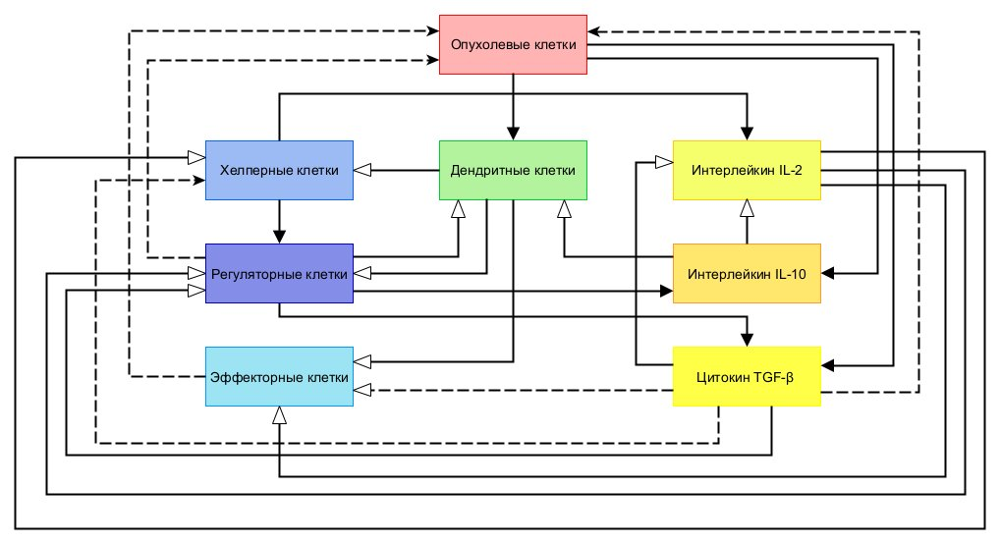 Опухолевые клетки
Хелперные клетки
Дендритные клетки
Интерлейкин IL-2
Регуляторные клетки
Интерлейкин IL-10
Эффекторные клетки
Цитокин TGF-β